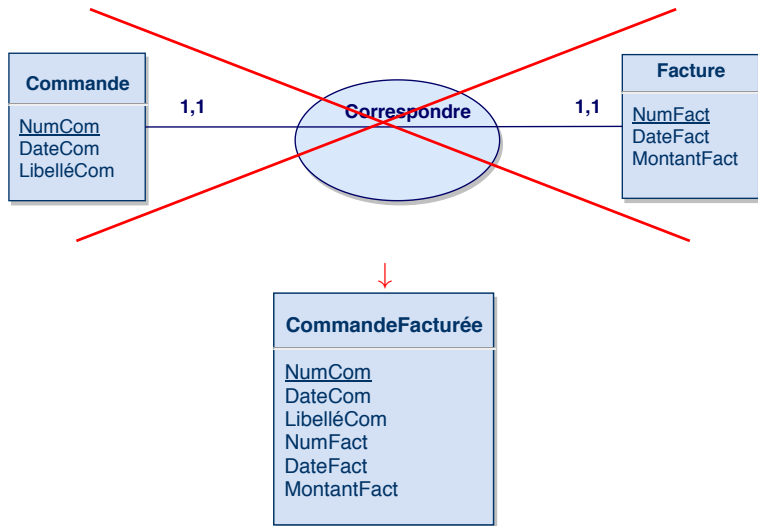 Commande
NumCom
DateCom
LibelléCom
1,1
Correspondre
1,1
Facture
NumFact
DateFact
MontantFact
↓
CommandeFacturée
NumCom
DateCom
LibelléCom
NumFact
DateFact
MontantFact